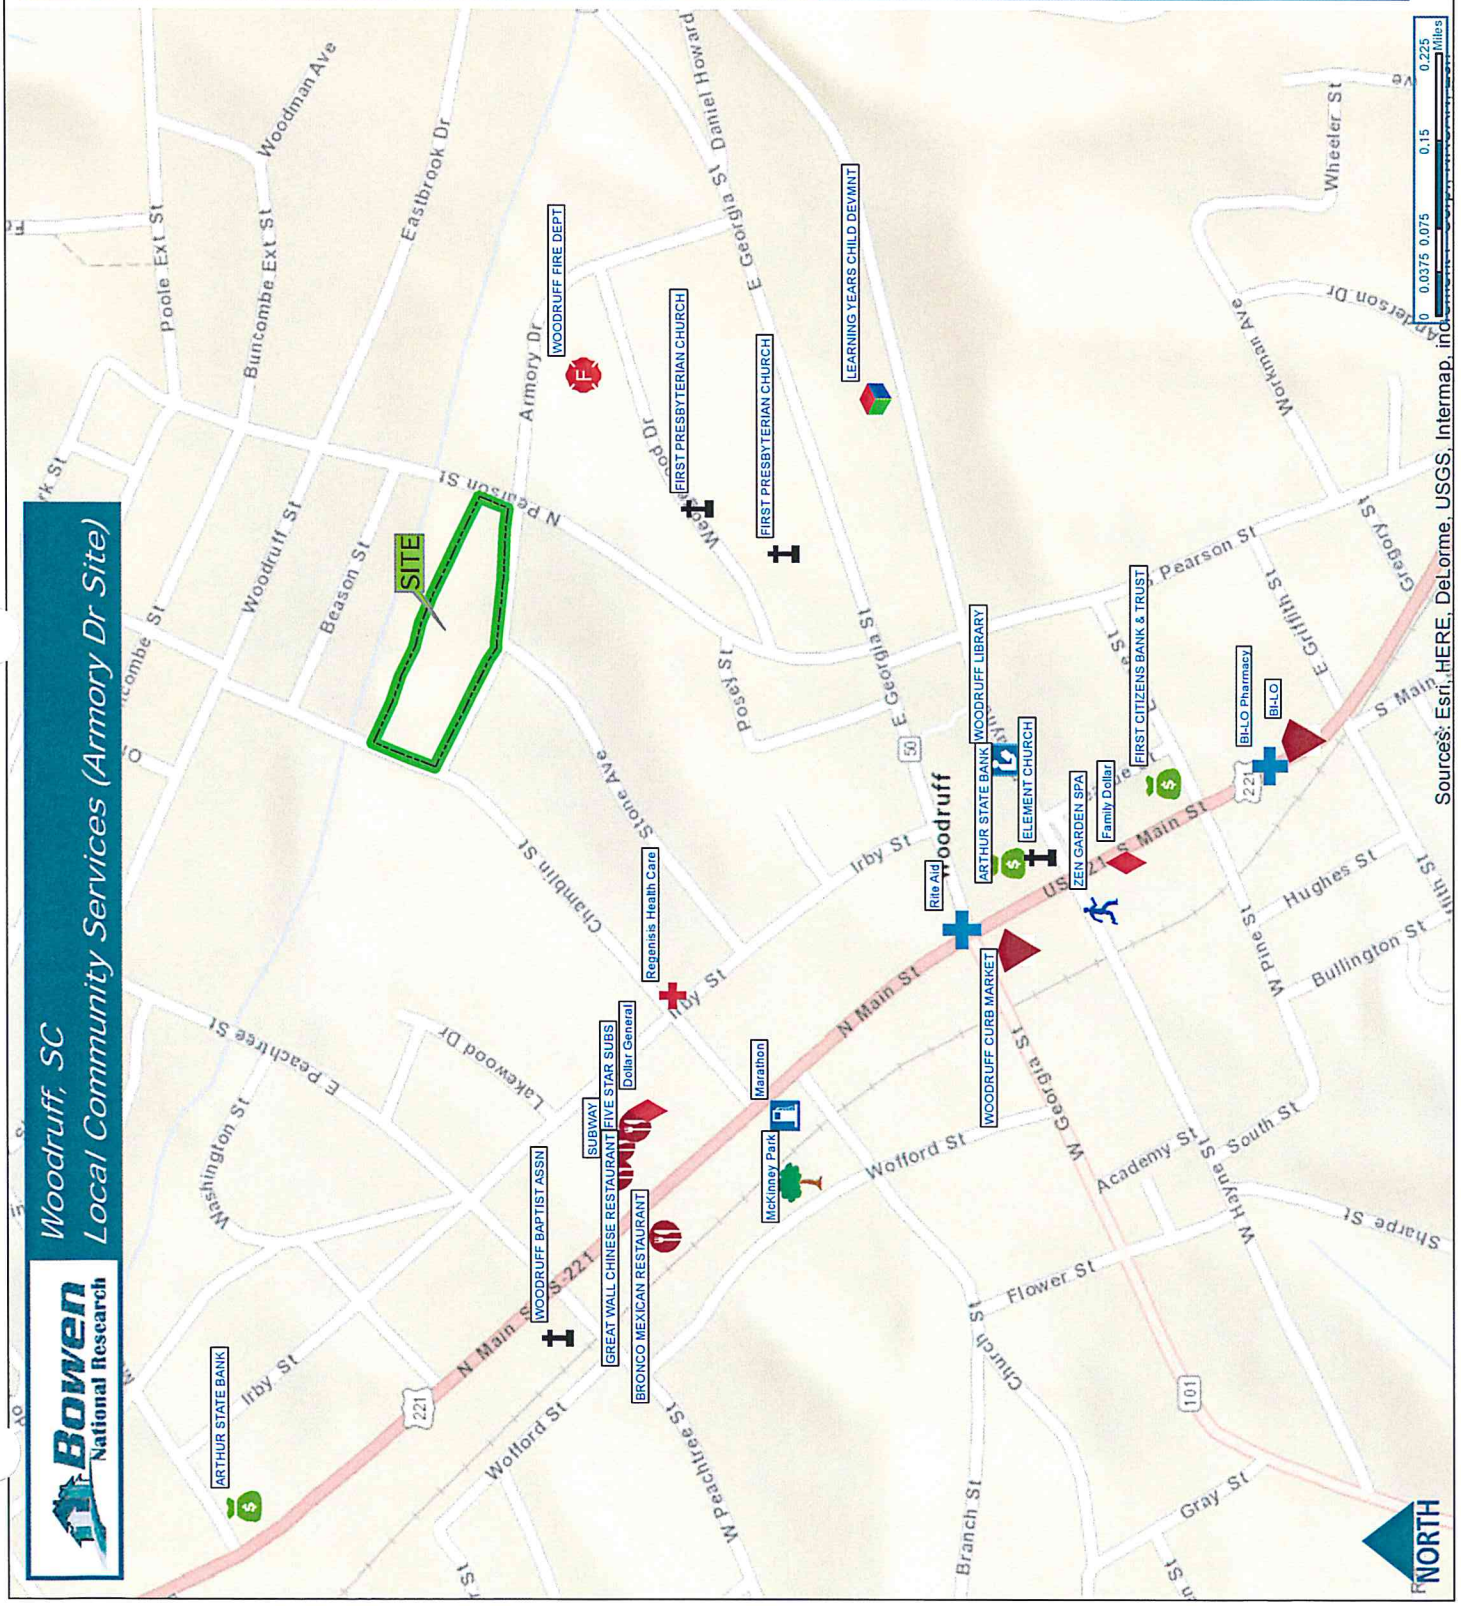 Woodruff, SC
Local Community Services (Armory Dr Site)
Bowen
National Research
ARTHUR STATE BANK
Irby St
221
N Main St
Wofford St
W Peachtree St
WOODRUFF BAPTIST ASSN
GREAT WALL CHINESE RESTAURANT
BRONCO MEXICAN RESTAURANT
SUBWAY
FIVE STAR SUBS
Dollar General
Regenisis Health Care
Marathon
McKinney Park
Washington St
E Peachtree St
Lakewood Dr
Chamblin St
Irby St
Stone Ave
N Main St
Wofford St
SITE
Poole Ext St
Buncombe Ext St
Woodman Ave
Eastbrook Dr
Woodruff St
Beason St
N Pearson St
Armory Dr
WOODRUFF FIRE DEPT
F
FIRST PRESBYTERIAN CHURCH
FIRST PRESBYTERIAN CHURCH
LEARNING YEARS CHILD DEVMNT
E Georgia St
Daniel Howard
Posey St
E Georgia St
E Georgia St
50
Irby St
Woodruff
Rite Aid
ARTHUR STATE BANK
WOODRUFF LIBRARY
ELEMENT CHURCH
ZEN GARDEN SPA
Family Dollar
FIRST CITIZENS BANK & TRUST
S Main St
BI-LO Pharmacy
BI-LO
221
S Main
S Pearson St
E Griffith St
Gregory St
Workman Ave
Anderson Dr
Wheeler St
WOODRUFF CURB MARKET
W Georgia St
W Pine St
Hughes St
Bullington St
Academy St
South St
W Hayne St
Sharpe St
Flower St
Church St
Church St
101
Branch St
Gray St
NORTH
0 0.0375 0.075 0.15 0.225
Miles
Sources: Esri, HERE, DeLorme, USGS, Intermap,